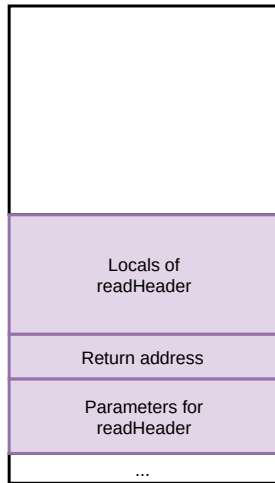 Locals of
readHeader
Return address
Parameters for
readHeader
...